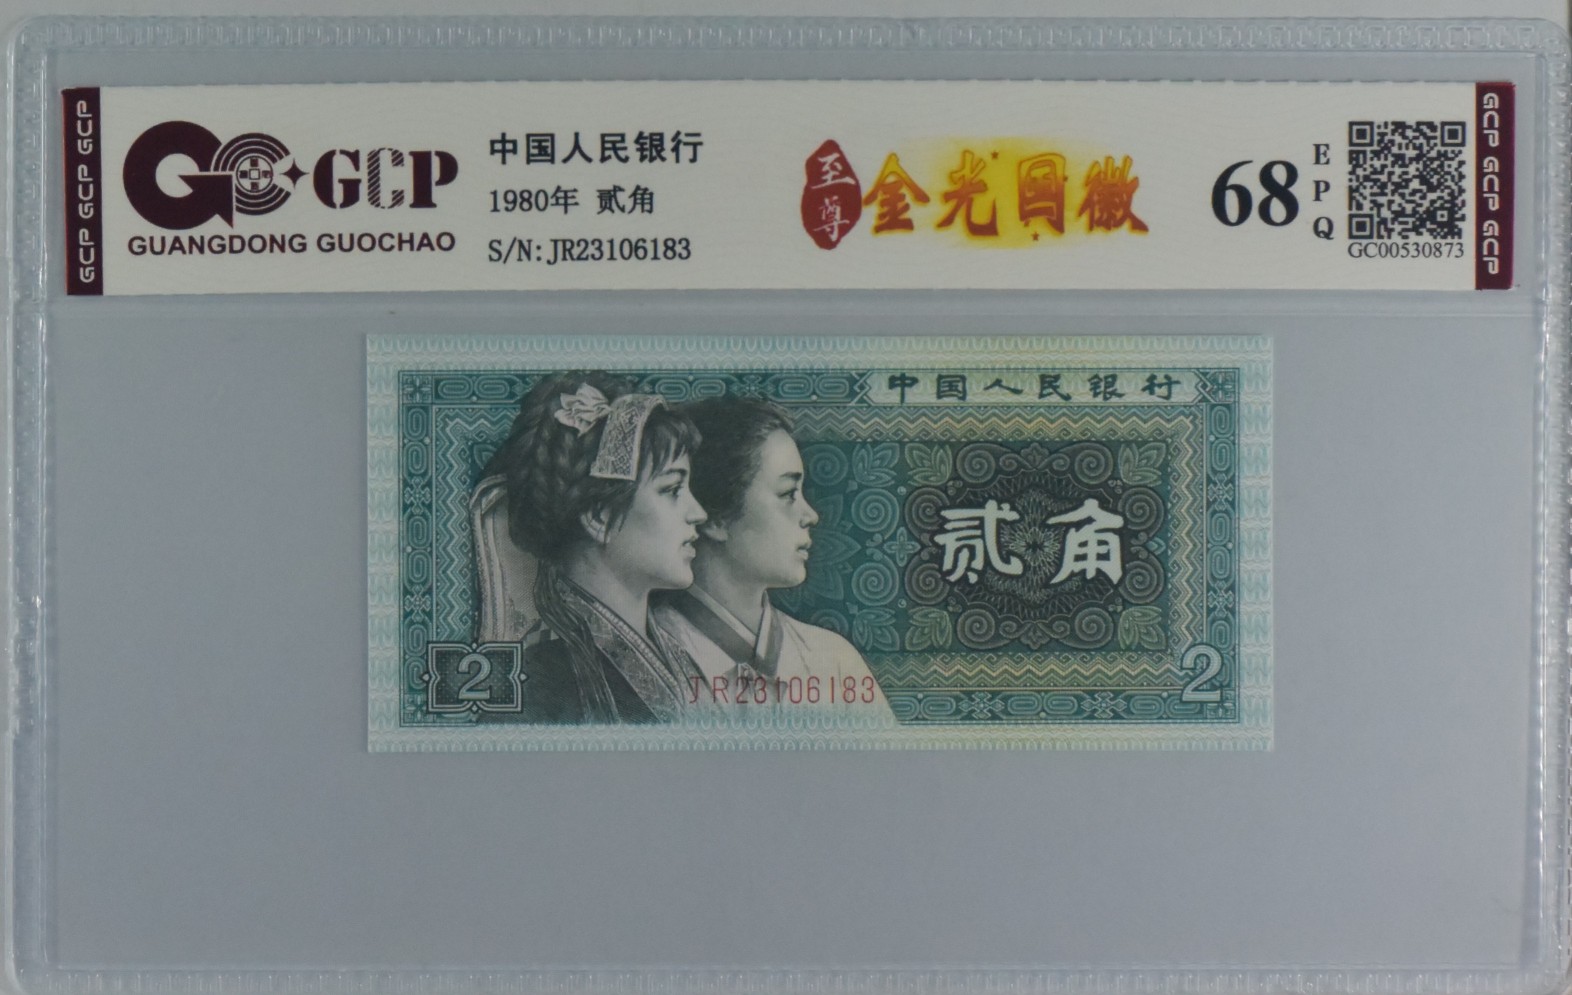 GCP GCP GCP
GCP
GUANGDONG GUOCHAO
中国人民银行
1980年 贰角
S/N:JR23106183
至尊
金光国徽
68
EPQ
GC00530873
GCP GCP GCP
中国人民银行
贰角
JR23106183
2
2